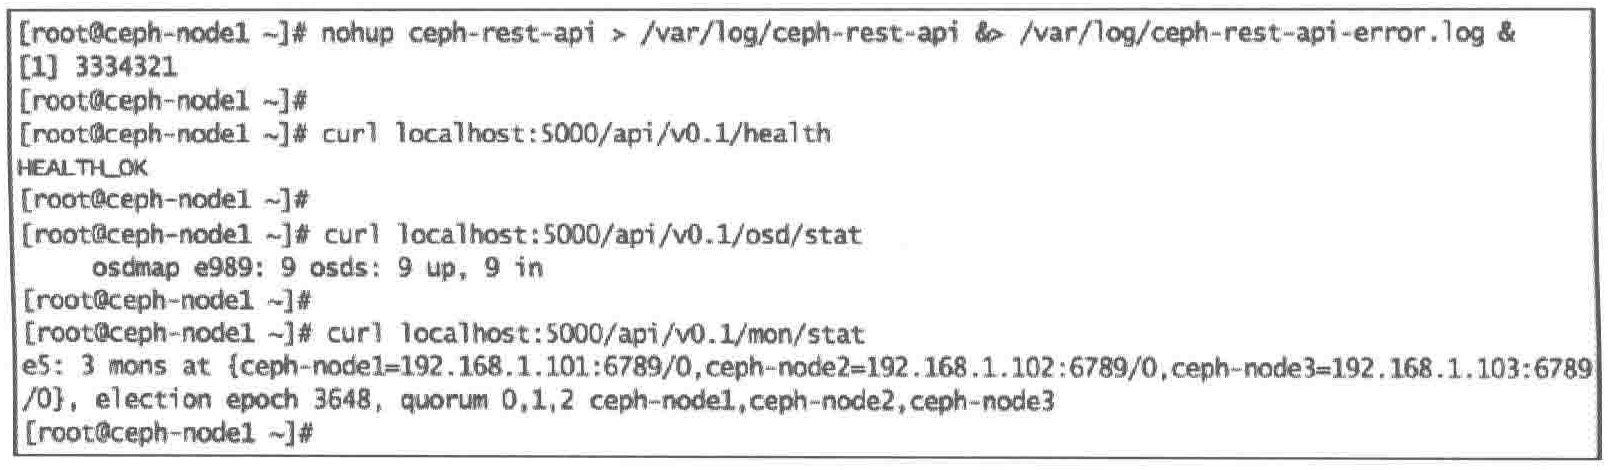 [root@ceph-node1 ~]# nohup ceph-rest-api > /var/log/ceph-rest-api &> /var/log/ceph-rest-api-error.log &
[1] 3334321
[root@ceph-node1 ~]#
[root@ceph-node1 ~]# curl localhost:5000/api/v0.1/health
HEALTH_OK
[root@ceph-node1 ~]#
[root@ceph-node1 ~]# curl localhost:5000/api/v0.1/osd/stat
     osdmap e989: 9 osds: 9 up, 9 in
[root@ceph-node1 ~]#
[root@ceph-node1 ~]# curl localhost:5000/api/v0.1/mon/stat
e5: 3 mons at {ceph-node1=192.168.1.101:6789/0,ceph-node2=192.168.1.102:6789/0,ceph-node3=192.168.1.103:6789
/0}, election epoch 3648, quorum 0,1,2 ceph-node1,ceph-node2,ceph-node3
[root@ceph-node1 ~]#